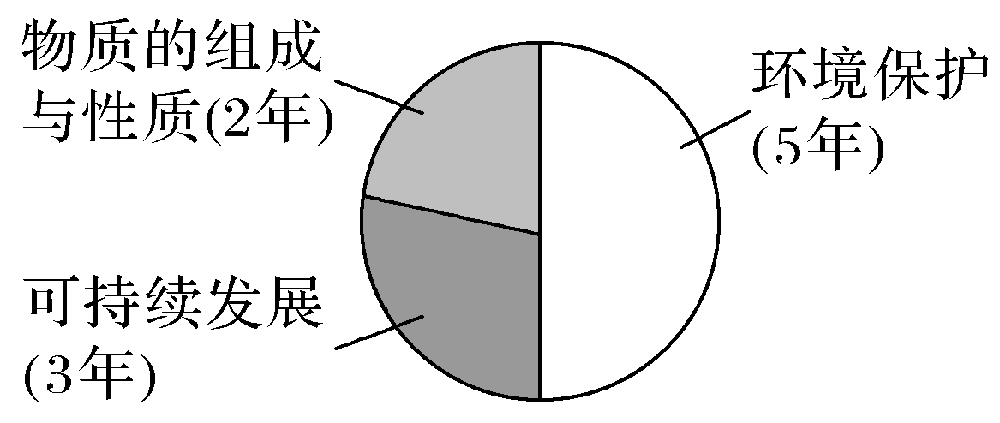 物质的组成
与性质(2年)
环境保护
(5年)
可持续发展
(3年)